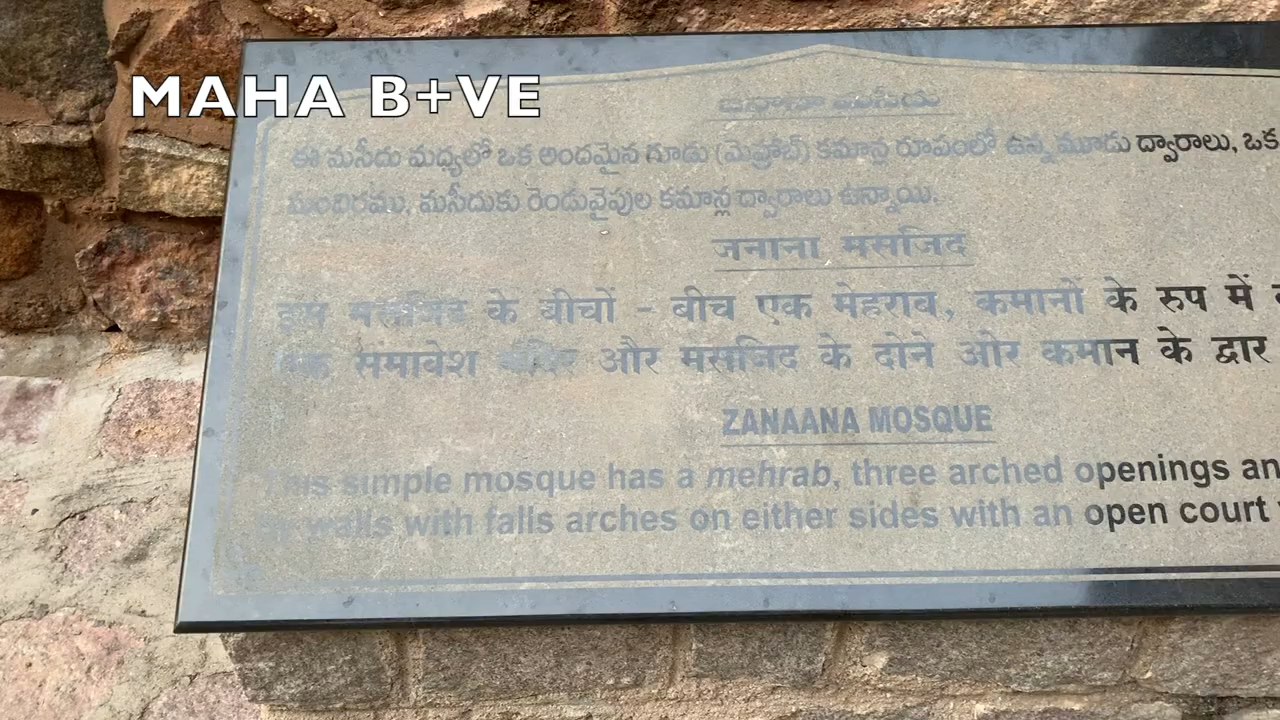 MAHA B+VE
ఈ మసీదు మధ్యలో ఒక అందమైన గూడు (మెహ్రాబ్) కమాన్ల రూపంలో ఉన్న మూడు ద్వారాలు, ఒక
మసీదుకు రెండువైపుల కమాన్ల ద్వారాలు ఉన్నాయి.
जनाना मसजिद
इस मसजिद के बीचों - बीच एक मेहराब, कमानों के रुप में
समावेश और मसजिद के दोने ओर कमान के द्वार
ZANAANA MOSQUE
This simple mosque has a mehrab, three arched openings an
walls with falls arches on either sides with an open court